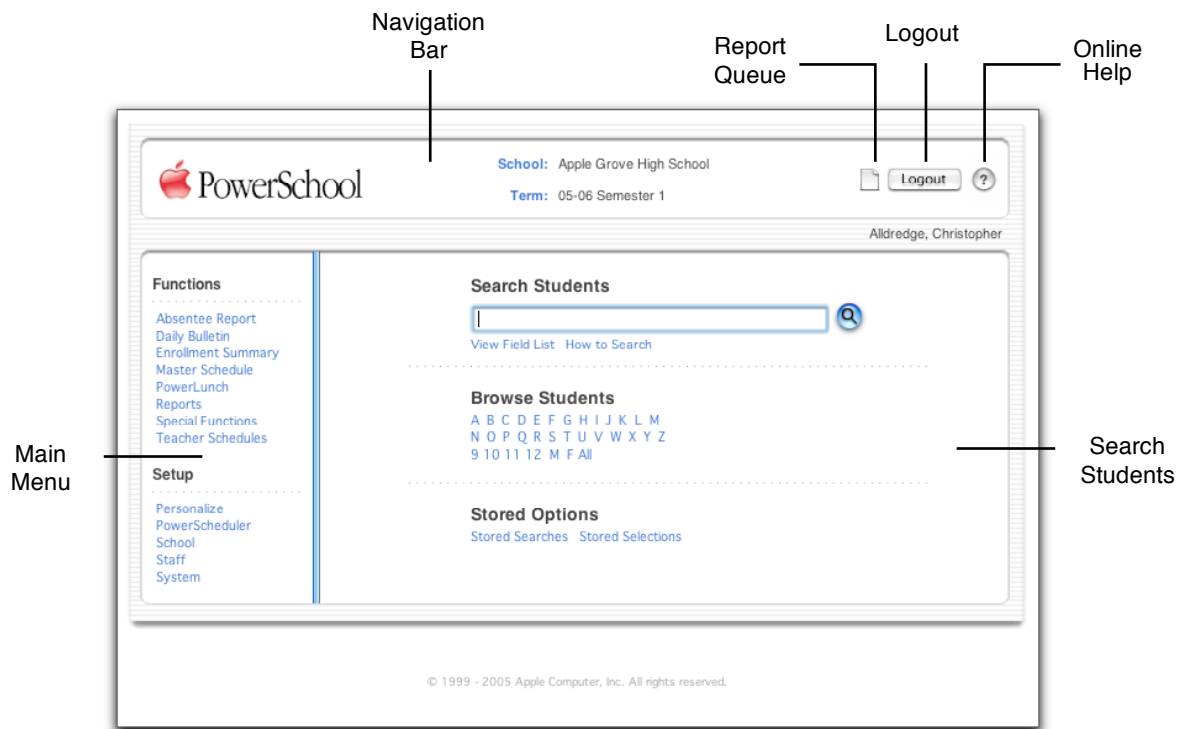 Navigation
Bar
Report
Queue
Logout
Online
Help
PowerSchool
School: Apple Grove High School
Term: 05-06 Semester 1
Logout
?
Alldredge, Christopher
Functions
Absentee Report
Daily Bulletin
Enrollment Summary
Master Schedule
PowerLunch
Reports
Special Functions
Teacher Schedules
Setup
Personalize
PowerScheduler
School
Staff
System
Main
Menu
Search Students
View Field List How to Search
Browse Students
A B C D E F G H I J K L M
N O P Q R S T U V W X Y Z
9 10 11 12 M F All
Stored Options
Stored Searches Stored Selections
Search
Students
© 1999 - 2005 Apple Computer, Inc. All rights reserved.